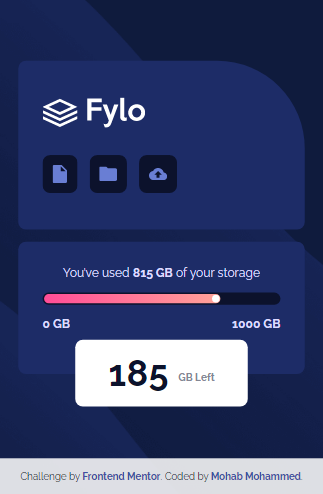 Fylo
You've used 815 GB of your storage
0 GB 1000 GB
185 GB Left
Challenge by Frontend Mentor. Coded by Mohab Mohammed.